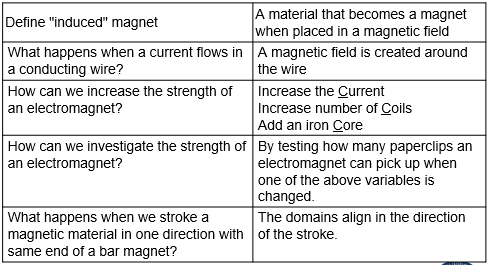 Define "induced" magnet
A material that becomes a magnet
when placed in a magnetic field
What happens when a current flows in
a conducting wire?
A magnetic field is created around
the wire
How can we increase the strength of
an electromagnet?
Increase the Current
Increase number of Coils
Add an iron Core
How can we investigate the strength of
an electromagnet?
By testing how many paperclips an
electromagnet can pick up when
one of the above variables is
changed.
What happens when we stroke a
magnetic material in one direction with
same end of a bar magnet?
The domains align in the direction
of the stroke.